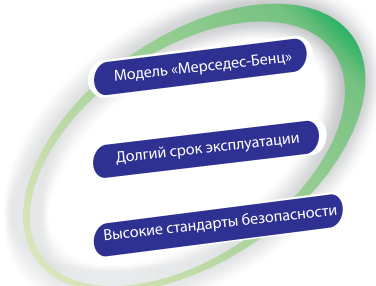 Модель «Мерседес-Бенц»
Долгий срок эксплуатации
Высокие стандарты безопасности